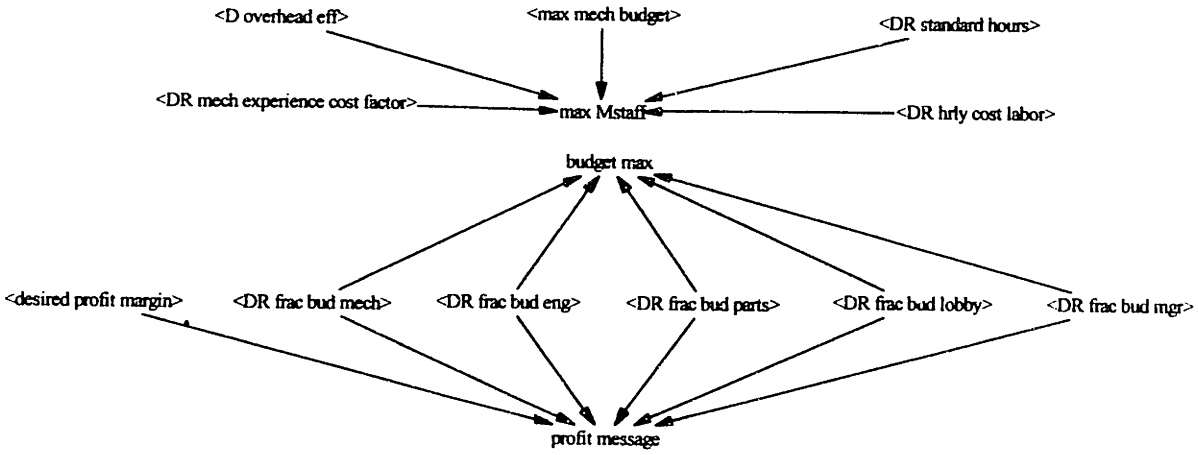 <D overhead eff>
<max mech budget>
<DR standard hours>
<DR mech experience cost factor>
max Mstaff
<DR hrly cost labor>
budget max
<desired profit margin>
<DR frac bud mech>
<DR frac bud eng>
<DR frac bud parts>
<DR frac bud lobby>
<DR frac bud mgr>
profit message